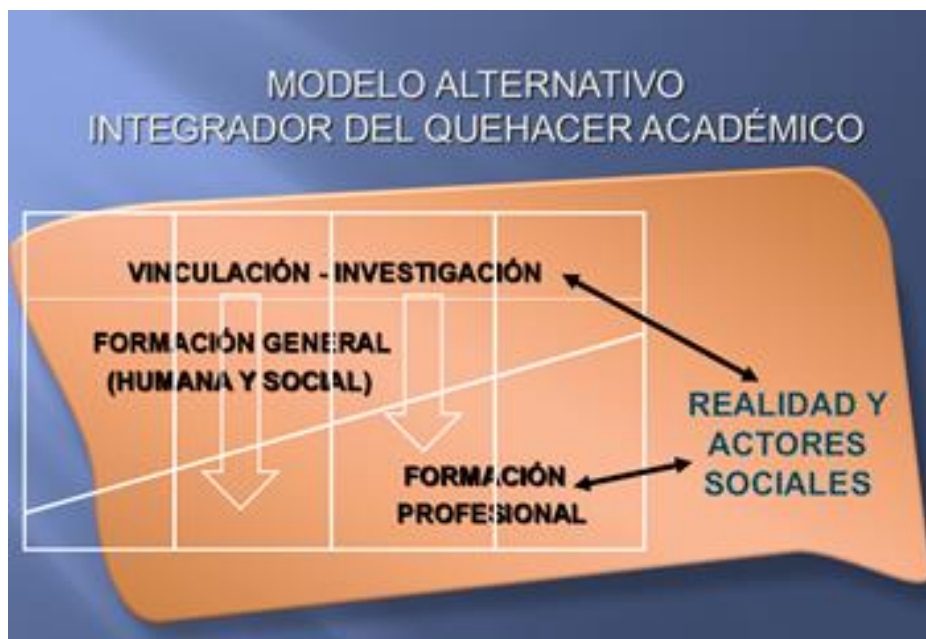 MODELO ALTERNATIVO
INTEGRADOR DEL QUEHACER ACADÉMICO
VINCULACIÓN - INVESTIGACIÓN
FORMACIÓN GENERAL
(HUMANA Y SOCIAL)
REALIDAD Y
ACTORES
SOCIALES
FORMACIÓN
PROFESIONAL